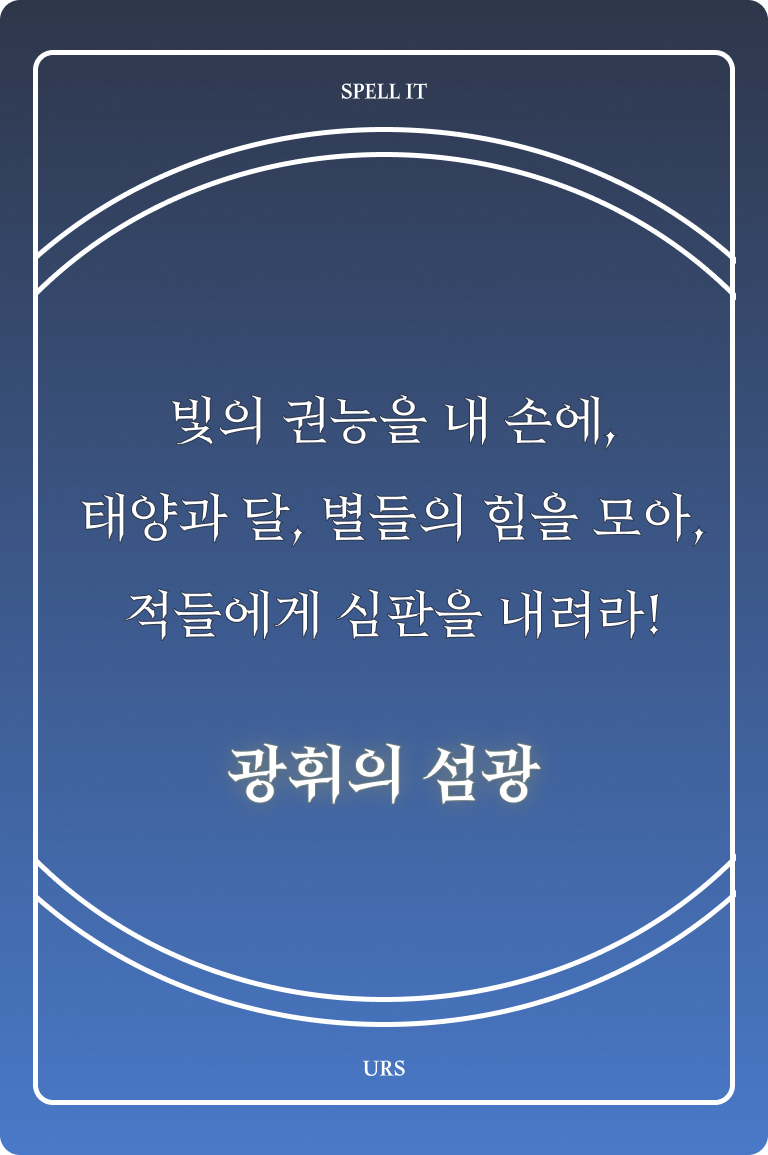 SPELL IT
빛의 권능을 내 손에,
태양과 달, 별들의 힘을 모아,
적들에게 심판을 내려라!
광휘의 섬광
URS